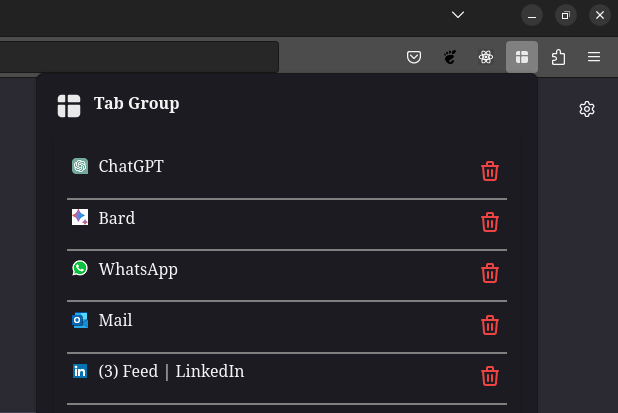 Tab Group
ChatGPT
Bard
WhatsApp
Mail
(3) Feed | LinkedIn